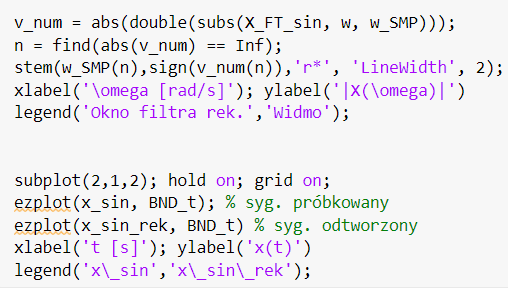 v_num = abs(double(subs(X_FT_sin, w, w_SMP)));
n = find(abs(v_num) == Inf);
stem(w_SMP(n),sign(v_num(n)),'r*', 'LineWidth', 2);
xlabel('\omega [rad/s]'); ylabel('|X(\omega)|')
legend('Okno filtra rek.','Widmo');
subplot(2,1,2); hold on; grid on;
ezplot(x_sin, BND_t); % syg. próbkowany
ezplot(x_sin_rek, BND_t) % syg. odtworzony
xlabel('t [s]'); ylabel('x(t)')
legend('x\_sin','x\_sin\_rek');